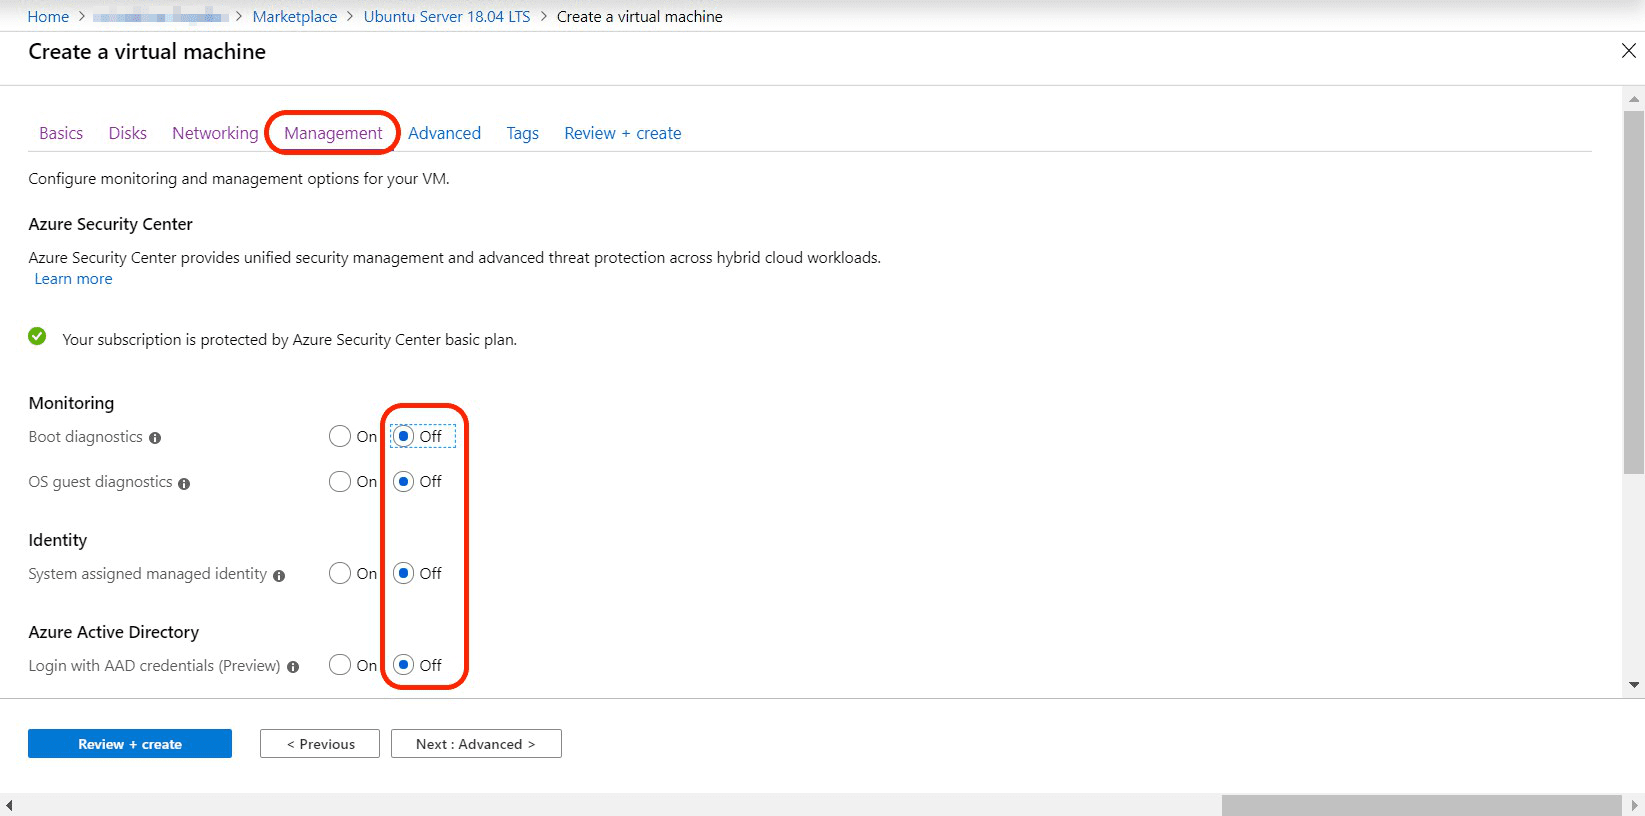 Home > > Marketplace > Ubuntu Server 18.04 LTS > Create a virtual machine
Create a virtual machine
Basics Disks Networking Management Advanced Tags Review + create
Configure monitoring and management options for your VM.
Azure Security Center
Azure Security Center provides unified security management and advanced threat protection across hybrid cloud workloads.
Learn more
Your subscription is protected by Azure Security Center basic plan.
Monitoring
Boot diagnostics On Off
OS guest diagnostics On Off
Identity
System assigned managed identity On Off
Azure Active Directory
Login with AAD credentials (Preview) On Off
Review + create < Previous Next : Advanced >